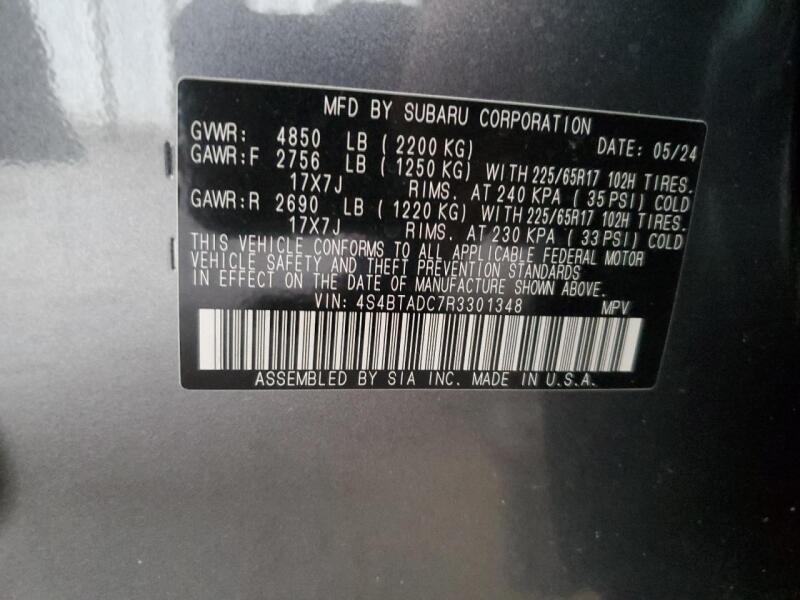 MFD BY SUBARU CORPORATION
GVWR: 4850 LB ( 2200 KG) DATE: 05/24
GAWR:F 2756 LB ( 1250 KG) WITH 225/65R17 102H TIRES.
17X7J RIMS. AT 240 KPA ( 35 PSI) COLD
GAWR:R 2690 LB ( 1220 KG) WITH 225/65R17 102H TIRES.
17X7J RIMS. AT 230 KPA ( 33 PSI) COLD
THIS VEHICLE CONFORMS TO ALL APPLICABLE FEDERAL MOTOR
VEHICLE SAFETY AND THEFT PREVENTION STANDARDS
IN EFFECT ON THE DATE OF MANUFACTURE SHOWN ABOVE.
VIN: 4S4BTADC7R3301348 MPV
ASSEMBLED BY SIA INC. MADE IN U.S.A.